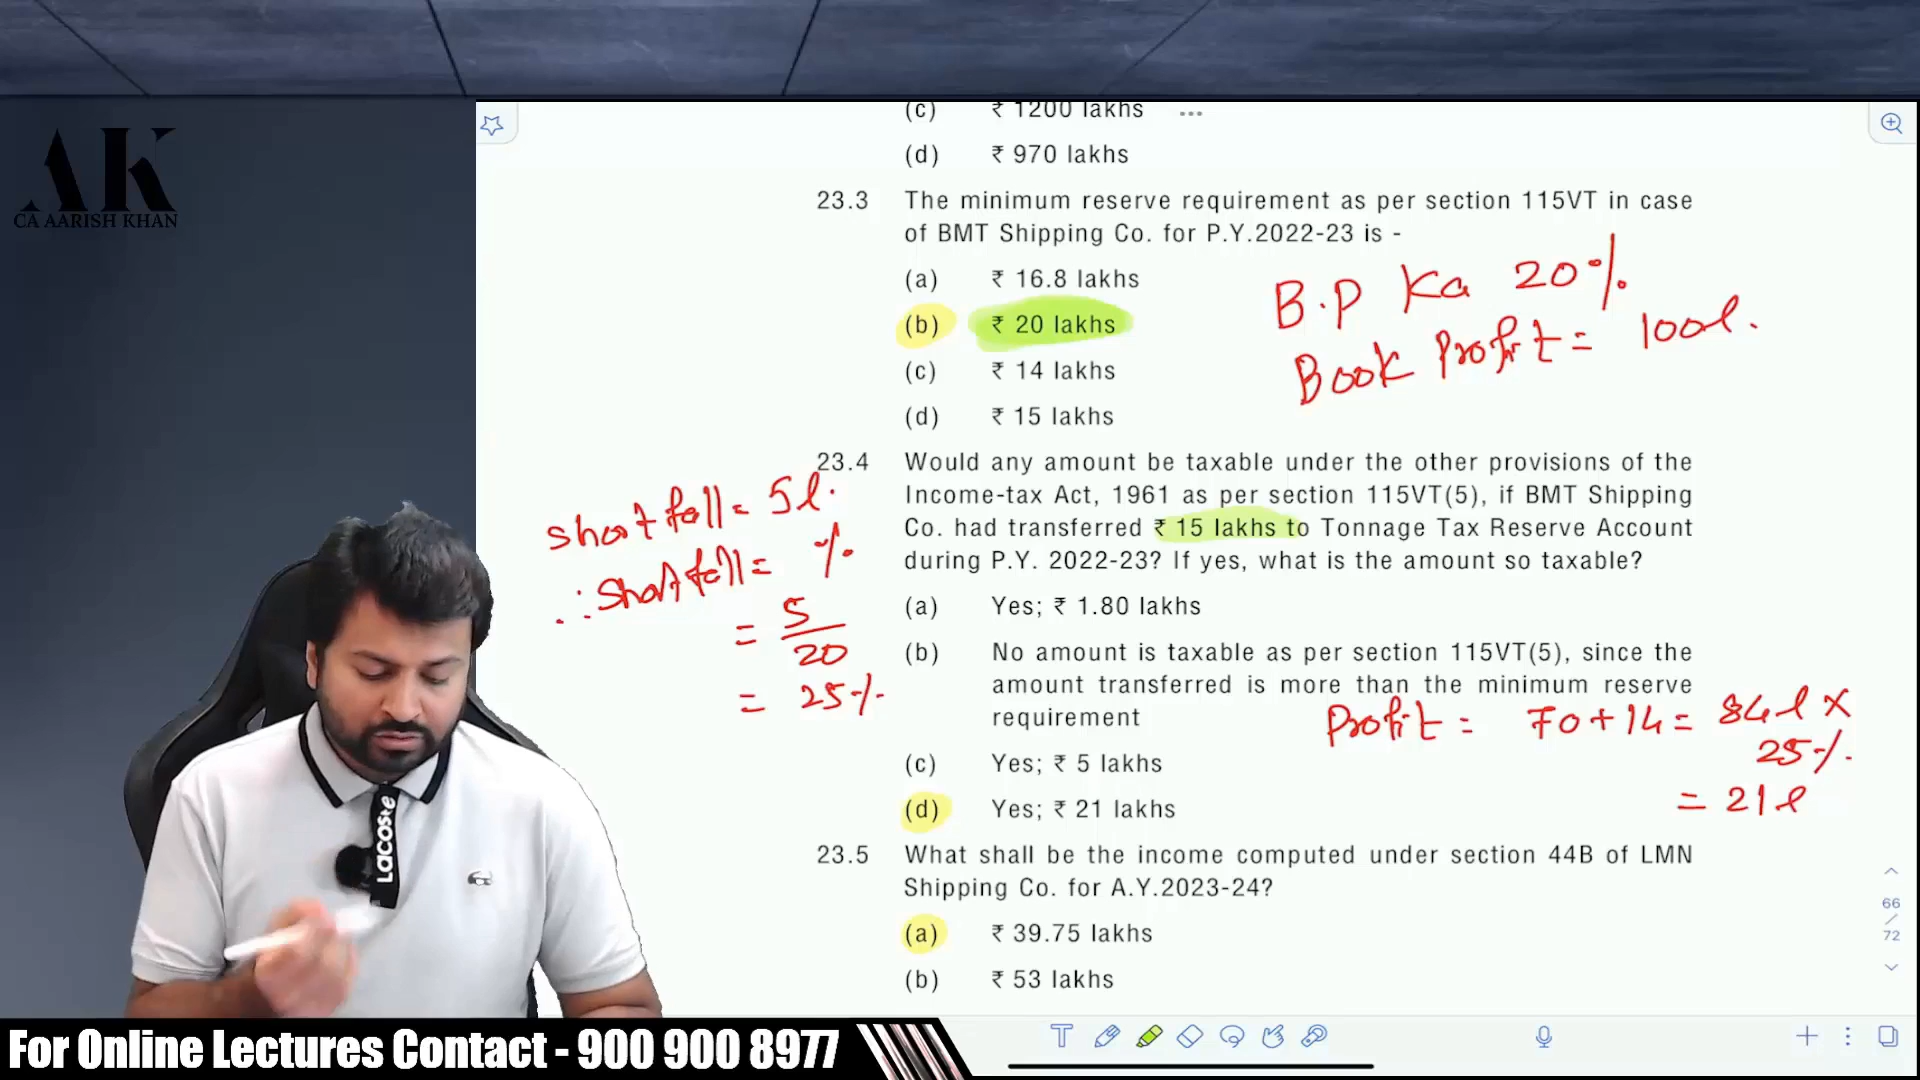 AK
CA AARISH KHAN
(c) ₹ 1200 lakhs
(d) ₹ 970 lakhs
23.3 The minimum reserve requirement as per section 115VT in case
of BMT Shipping Co. for P.Y.2022-23 is -
(a) ₹ 16.8 lakhs
(b) ₹ 20 lakhs
(c) ₹ 14 lakhs
(d) ₹ 15 lakhs
B.P Ka 20%
Book Profit = 100l.
23.4 Would any amount be taxable under the other provisions of the
Income-tax Act, 1961 as per section 115VT(5), if BMT Shipping
Co. had transferred ₹ 15 lakhs to Tonnage Tax Reserve Account
during P.Y. 2022-23? If yes, what is the amount so taxable?
short fall = 5l.
∴ short fall = %
= 5/20
= 25%
(a) Yes; ₹ 1.80 lakhs
(b) No amount is taxable as per section 115VT(5), since the
amount transferred is more than the minimum reserve
requirement
Profit = 70+14 = 84l ×
25%
= 21l
(c) Yes; ₹ 5 lakhs
(d) Yes; ₹ 21 lakhs
23.5 What shall be the income computed under section 44B of LMN
Shipping Co. for A.Y.2023-24?
(a) ₹ 39.75 lakhs
(b) ₹ 53 lakhs
66
/
72
LACOSTE
For Online Lectures Contact - 900 900 8977